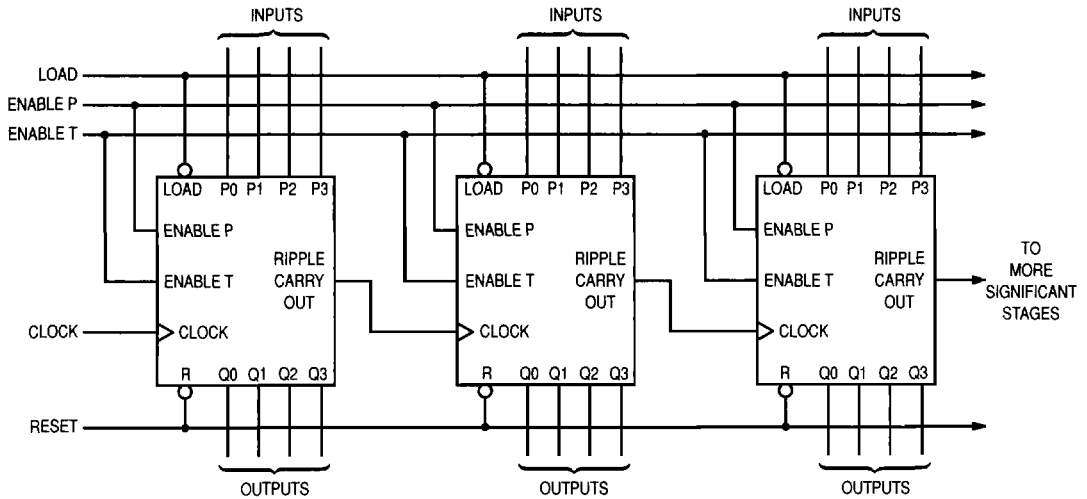 INPUTS INPUTS INPUTS
LOAD
ENABLE P
ENABLE T
LOAD P0 P1 P2 P3 LOAD P0 P1 P2 P3 LOAD P0 P1 P2 P3
ENABLE P ENABLE P ENABLE P
RIPPLE CARRY OUT RIPPLE CARRY OUT RIPPLE CARRY OUT
ENABLE T ENABLE T ENABLE T
TO
MORE
SIGNIFICANT
STAGES
CLOCK CLOCK CLOCK CLOCK
R Q0 Q1 Q2 Q3 R Q0 Q1 Q2 Q3 R Q0 Q1 Q2 Q3
RESET
OUTPUTS OUTPUTS OUTPUTS